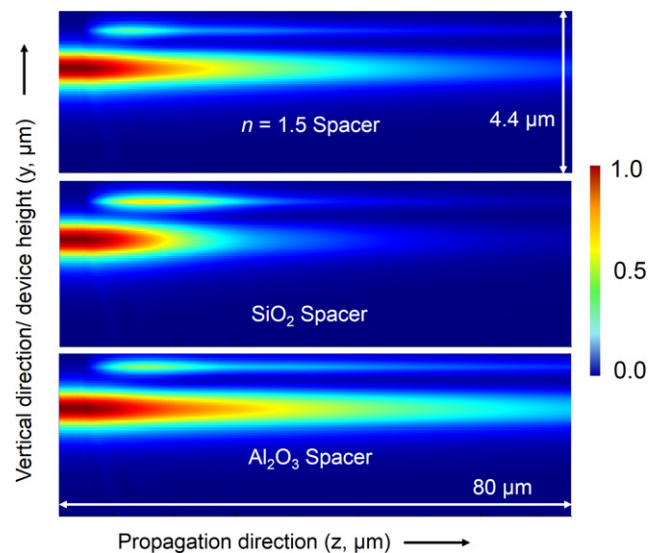 Vertical direction/ device height (y, µm)
n = 1.5 Spacer
4.4 µm
SiO₂ Spacer
1.0
0.5
0.0
Al₂O₃ Spacer
80 µm
Propagation direction (z, µm)